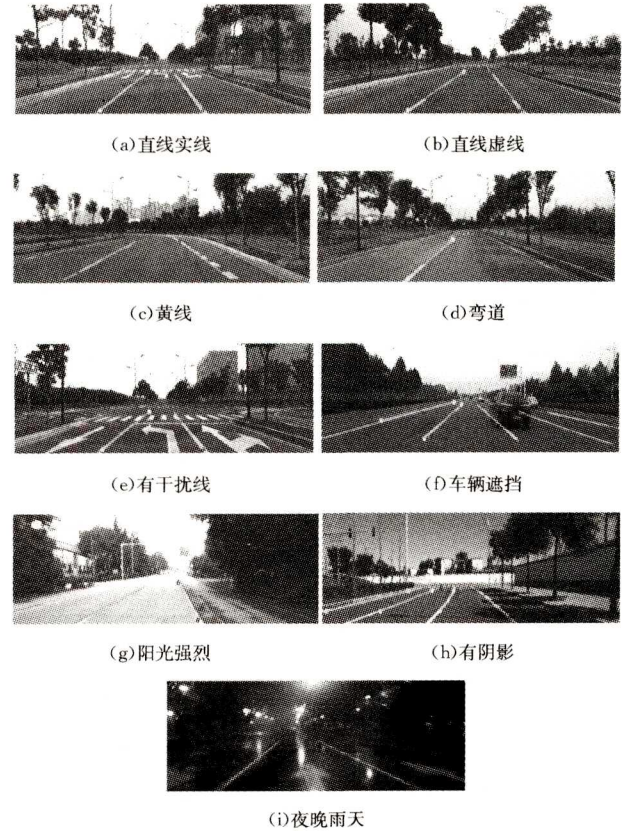 (a)直线实线
(b)直线虚线
(c)黄线
(d)弯道
(e)有干扰线
(f)车辆遮挡
(g)阳光强烈
(h)有阴影
(i)夜晚雨天